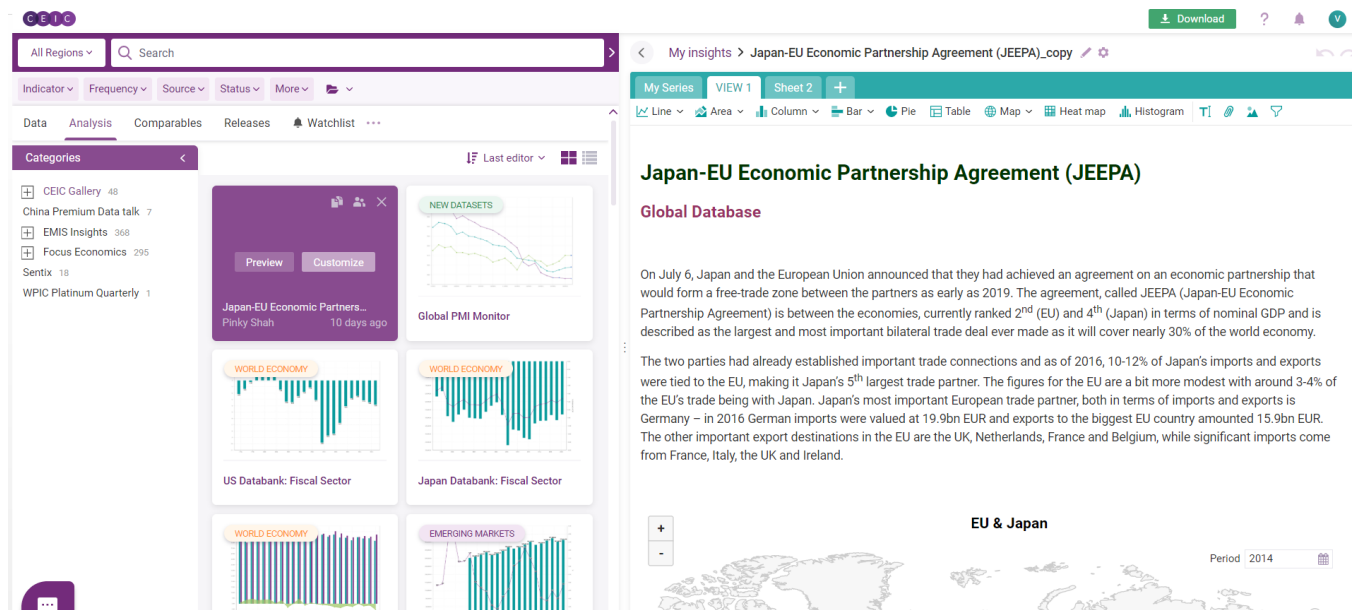 CEIC
Download
?
V
All Regions
Search
Indicator
Frequency
Source
Status
More
Data
Analysis
Comparables
Releases
Watchlist
Categories
Last editor
CEIC Gallery 48
China Premium Data talk 7
EMIS Insights 368
Focus Economics 295
Sentix 18
WPIC Platinum Quarterly 1
Preview
Customize
Japan-EU Economic Partners...
Pinky Shah 10 days ago
NEW DATASETS
Global PMI Monitor
WORLD ECONOMY
US Databank: Fiscal Sector
WORLD ECONOMY
Japan Databank: Fiscal Sector
WORLD ECONOMY
EMERGING MARKETS
My insights > Japan-EU Economic Partnership Agreement (JEEPA)_copy
My Series
VIEW 1
Sheet 2
+
Line
Area
Column
Bar
Pie
Table
Map
Heat map
Histogram
Japan-EU Economic Partnership Agreement (JEEPA)
Global Database
On July 6, Japan and the European Union announced that they had achieved an agreement on an economic partnership that
would form a free-trade zone between the partners as early as 2019. The agreement, called JEEPA (Japan-EU Economic
Partnership Agreement) is between the economies, currently ranked 2nd (EU) and 4th (Japan) in terms of nominal GDP and is
described as the largest and most important bilateral trade deal ever made as it will cover nearly 30% of the world economy.
The two parties had already established important trade connections and as of 2016, 10-12% of Japan's imports and exports
were tied to the EU, making it Japan's 5th largest trade partner. The figures for the EU are a bit more modest with around 3-4% of
the EU's trade being with Japan. Japan's most important European trade partner, both in terms of imports and exports is
Germany – in 2016 German imports were valued at 19.9bn EUR and exports to the biggest EU country amounted 15.9bn EUR.
The other important export destinations in the EU are the UK, Netherlands, France and Belgium, while significant imports come
from France, Italy, the UK and Ireland.
+
-
EU & Japan
Period 2014